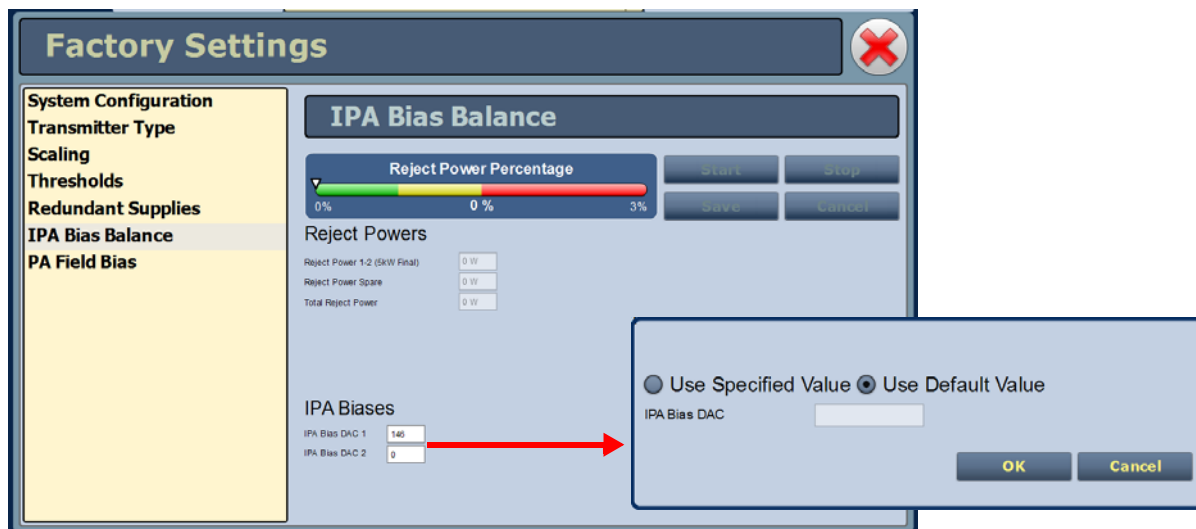 Factory Settings
System Configuration
Transmitter Type
Scaling
Thresholds
Redundant Supplies
IPA Bias Balance
PA Field Bias
IPA Bias Balance
Reject Power Percentage
0% 0 % 3%
Start Stop
Save Cancel
Reject Powers
Reject Power 1-2 (5kW Final) 0 W
Reject Power Spare 0 W
Total Reject Power 0 W
IPA Biases
IPA Bias DAC 1 146
IPA Bias DAC 2 0
Use Specified Value Use Default Value
IPA Bias DAC
OK Cancel